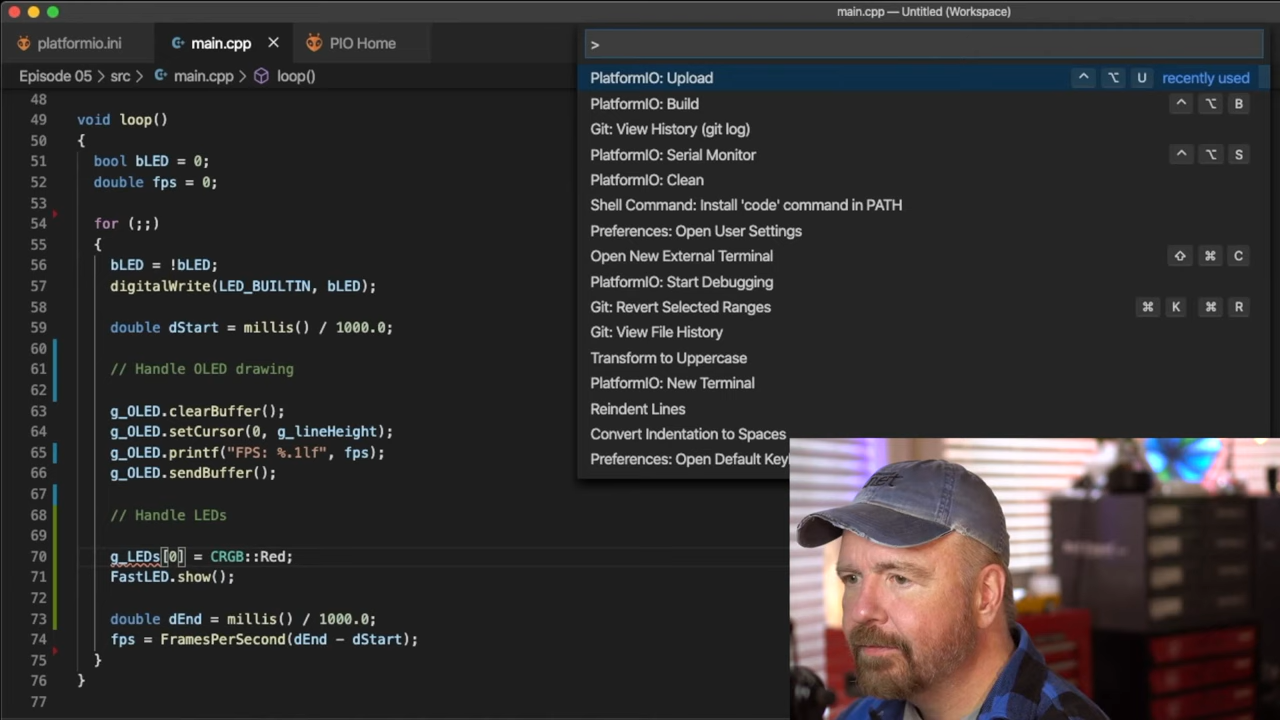 main.cpp — Untitled (Workspace)
platformio.ini
main.cpp
PIO Home
Episode 05 > src > main.cpp > loop()
>
PlatformIO: Upload ^ ⌥ U recently used
PlatformIO: Build ^ ⌥ B
Git: View History (git log)
PlatformIO: Serial Monitor ^ ⌥ S
PlatformIO: Clean
Shell Command: Install 'code' command in PATH
Preferences: Open User Settings
Open New External Terminal ⇧ ⌘ C
PlatformIO: Start Debugging
Git: Revert Selected Ranges ⌘ K ⌘ R
Git: View File History
Transform to Uppercase
PlatformIO: New Terminal
Reindent Lines
Convert Indentation to Spaces
Preferences: Open Default Key
48
49 void loop()
50 {
51 bool bLED = 0;
52 double fps = 0;
53
54 for (;;)
55 {
56 bLED = !bLED;
57 digitalWrite(LED_BUILTIN, bLED);
58
59 double dStart = millis() / 1000.0;
60
61 // Handle OLED drawing
62
63 g_OLED.clearBuffer();
64 g_OLED.setCursor(0, g_lineHeight);
65 g_OLED.printf("FPS: %.1lf", fps);
66 g_OLED.sendBuffer();
67
68 // Handle LEDs
69
70 g_LEDs[0] = CRGB::Red;
71 FastLED.show();
72
73 double dEnd = millis() / 1000.0;
74 fps = FramesPerSecond(dEnd - dStart);
75 }
76 }
77